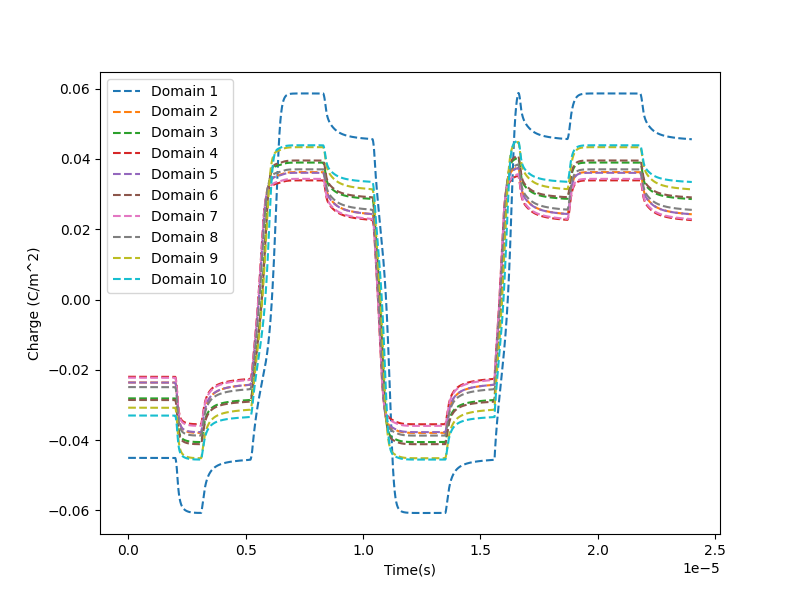 0.06
0.04
0.02
0.00
−0.02
−0.04
−0.06
Charge (C/m^2)
Domain 1
Domain 2
Domain 3
Domain 4
Domain 5
Domain 6
Domain 7
Domain 8
Domain 9
Domain 10
0.0 0.5 1.0 1.5 2.0 2.5
1e−5
Time(s)